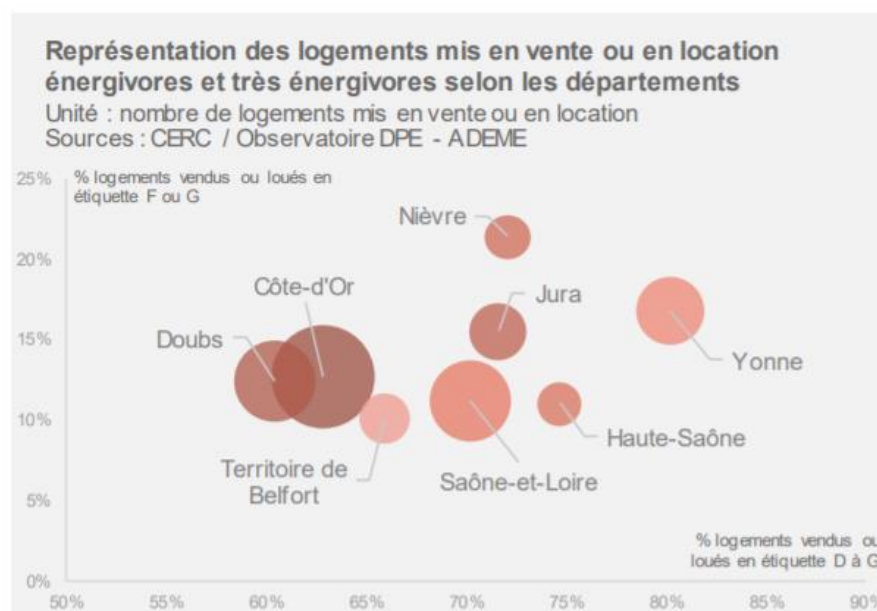 Représentation des logements mis en vente ou en location
énergivores et très énergivores selon les départements
Unité : nombre de logements mis en vente ou en location
Sources : CERC / Observatoire DPE - ADEME
25%
% logements vendus ou loués en
étiquette F ou G
Nièvre
20%
Côte-d'Or
Jura
15%
Doubs
Yonne
10%
Haute-Saône
Territoire de
Belfort
Saône-et-Loire
5%
% logements vendus ou
loués en étiquette D à G
0%
50% 55% 60% 65% 70% 75% 80% 85% 90%